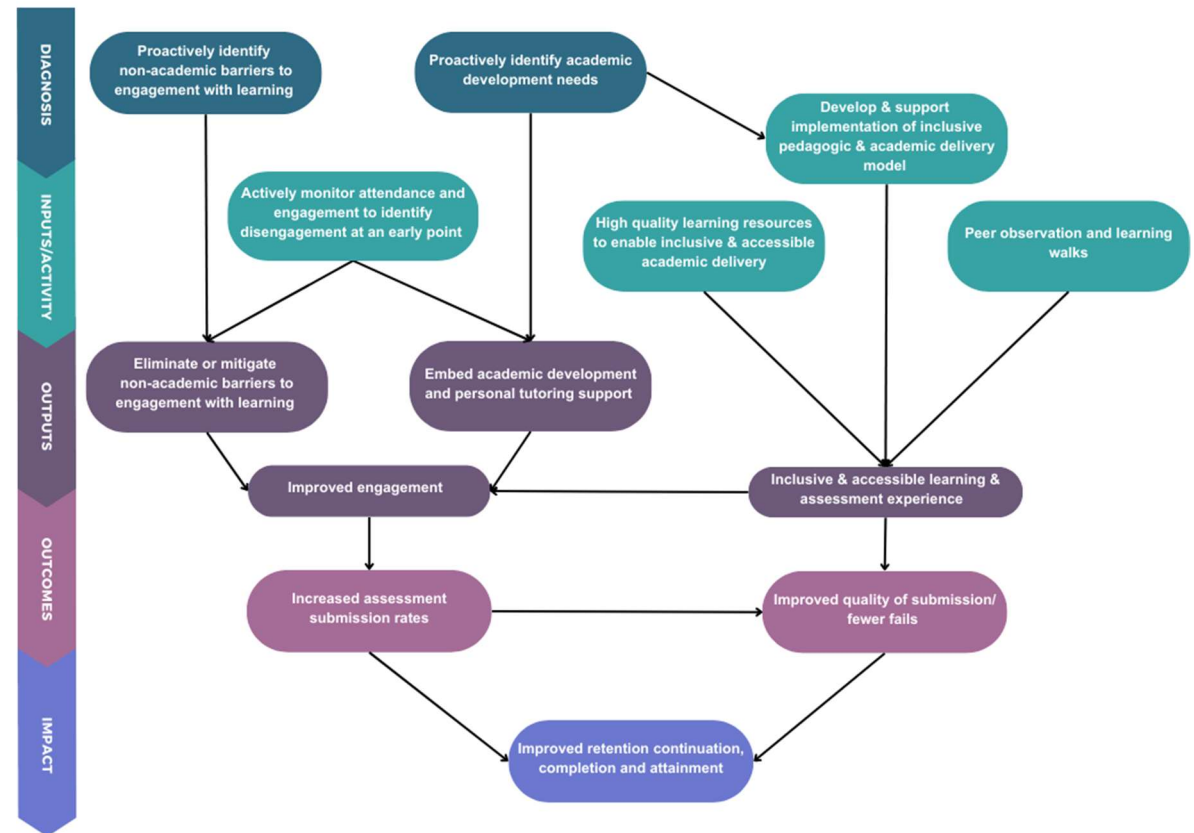 DIAGNOSIS
Proactively identify
non-academic barriers to
engagement with learning
Proactively identify academic
development needs
Develop & support
implementation of inclusive
pedagogic & academic delivery
model
INPUTS/ACTIVITY
Actively monitor attendance and
engagement to identify
disengagement at an early point
High quality learning resources
to enable inclusive & accessible
academic delivery
Peer observation and learning
walks
OUTPUTS
Eliminate or mitigate
non-academic barriers to
engagement with learning
Embed academic development
and personal tutoring support
Improved engagement
Inclusive & accessible learning &
assessment experience
OUTCOMES
Increased assessment
submission rates
Improved quality of submission/
fewer fails
IMPACT
Improved retention continuation,
completion and attainment